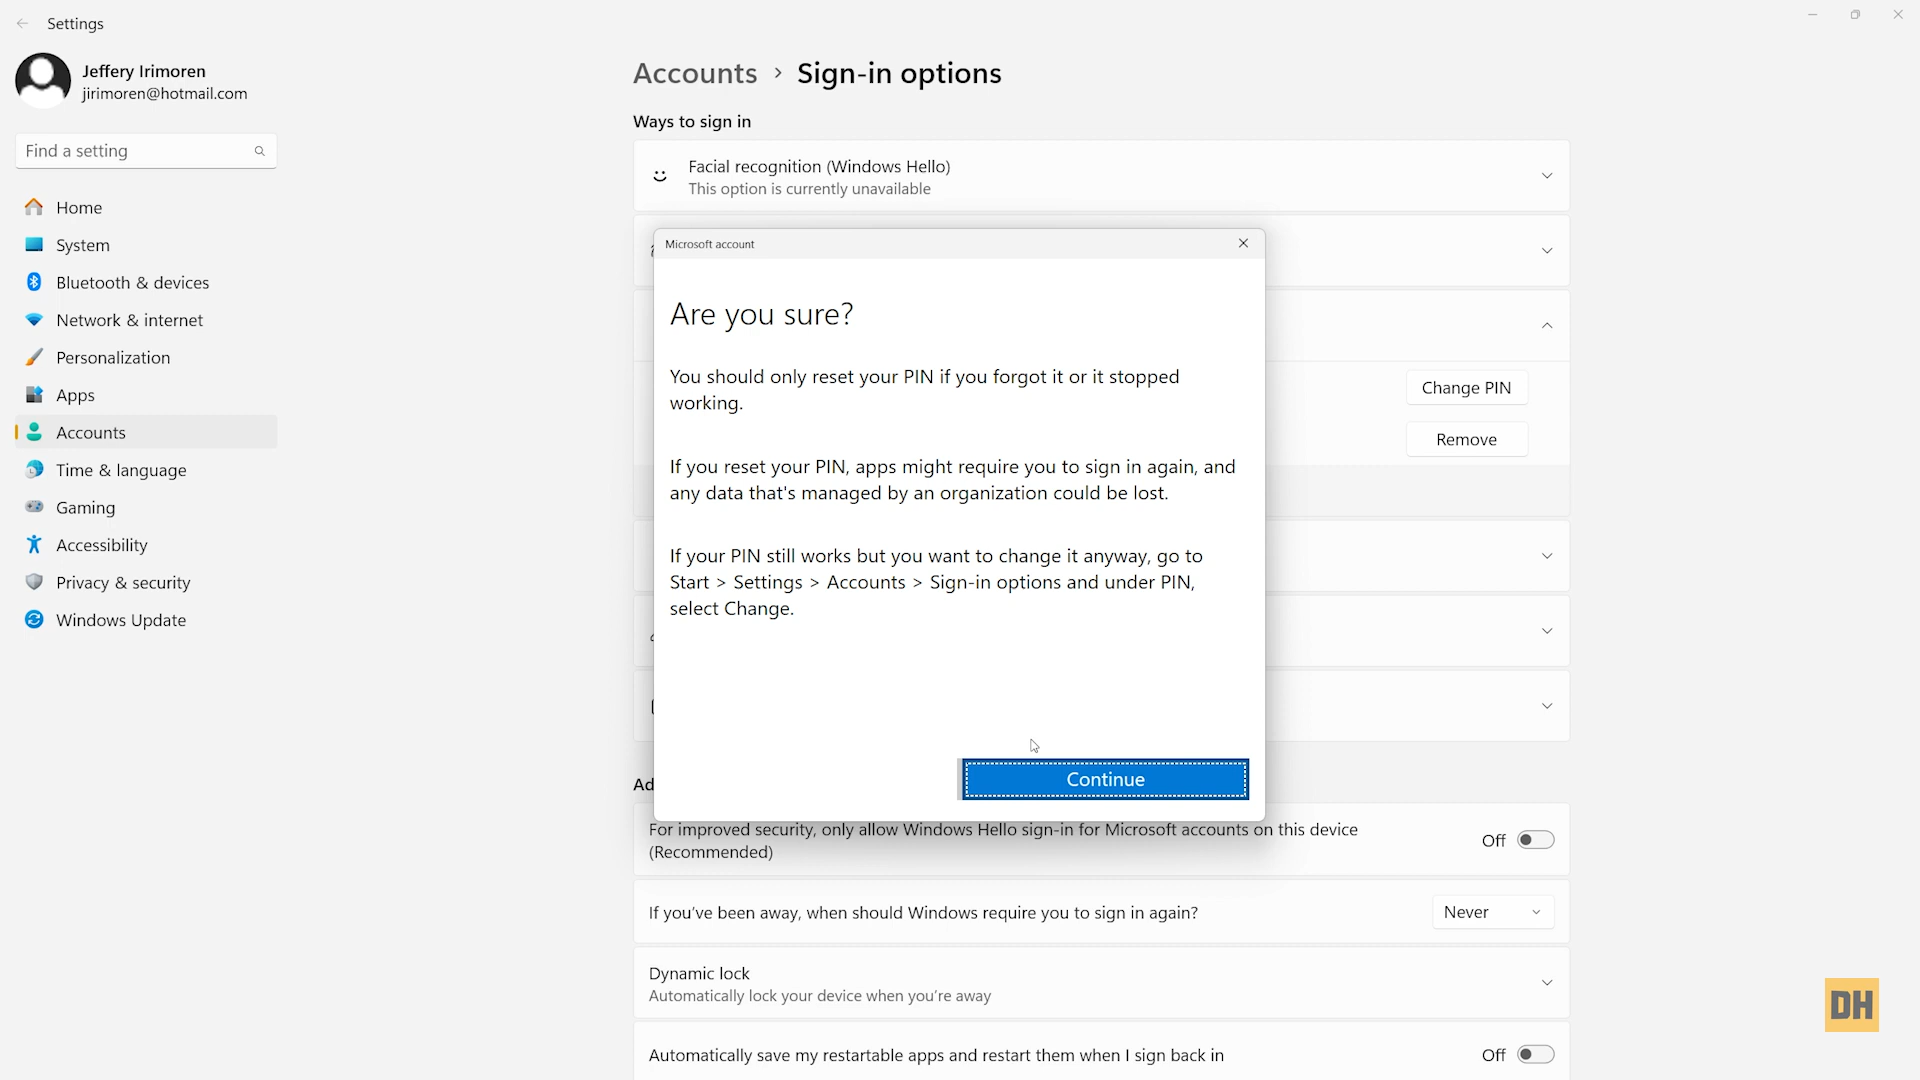 Settings
Jeffery Irimoren
jirimoren@hotmail.com
Find a setting
Home
System
Bluetooth & devices
Network & internet
Personalization
Apps
Accounts
Time & language
Gaming
Accessibility
Privacy & security
Windows Update
Accounts > Sign-in options
Ways to sign in
Facial recognition (Windows Hello)
This option is currently unavailable
Microsoft account
Are you sure?
You should only reset your PIN if you forgot it or it stopped
working.
If you reset your PIN, apps might require you to sign in again, and
any data that's managed by an organization could be lost.
If your PIN still works but you want to change it anyway, go to
Start > Settings > Accounts > Sign-in options and under PIN,
select Change.
Continue
Change PIN
Remove
Ad
For improved security, only allow Windows Hello sign-in for Microsoft accounts on this device
(Recommended)
Off
If you've been away, when should Windows require you to sign in again?
Never
Dynamic lock
Automatically lock your device when you're away
Automatically save my restartable apps and restart them when I sign back in
Off
DH